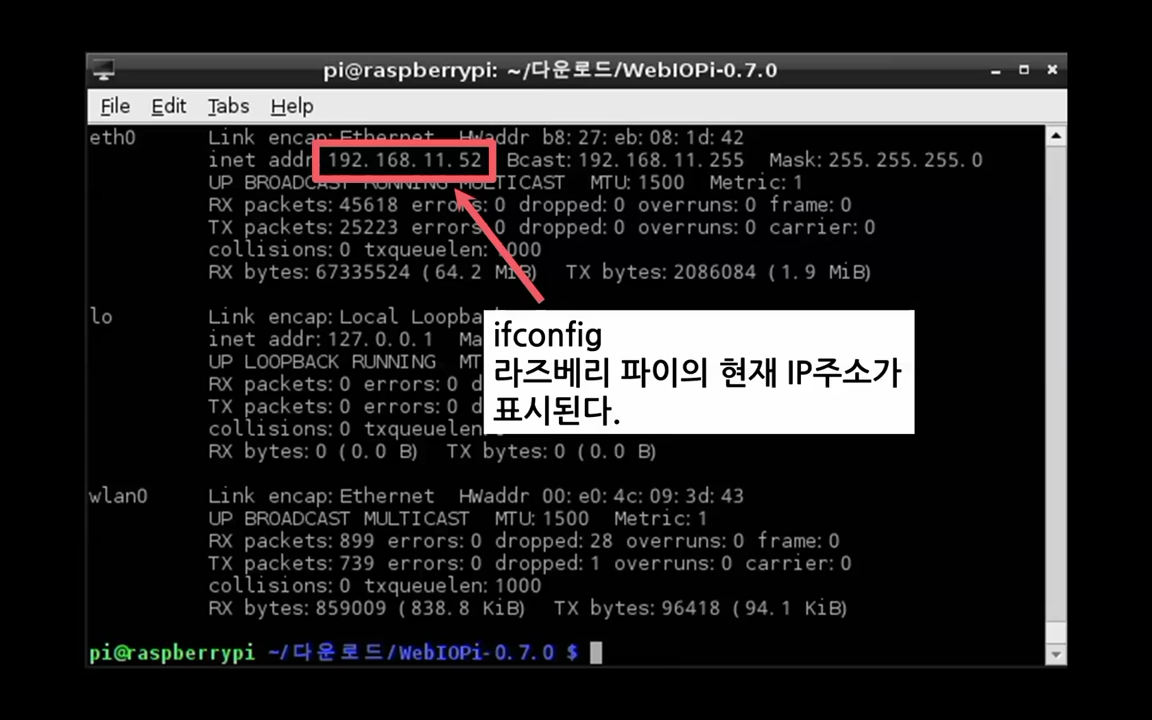 pi@raspberrypi: ~/다운로드/WebIOPi-0.7.0
File Edit Tabs Help
eth0 Link encap:Ethernet HWaddr b8:27:eb:08:1d:42
inet addr 192.168.11.52 Bcast:192.168.11.255 Mask:255.255.255.0
UP BROADCAST RUNNING MULTICAST MTU:1500 Metric:1
RX packets:45618 errors:0 dropped:0 overruns:0 frame:0
TX packets:25223 errors:0 dropped:0 overruns:0 carrier:0
collisions:0 txqueuelen:1000
RX bytes:67335524 (64.2 MiB) TX bytes:2086084 (1.9 MiB)
lo Link encap:Local Loopba
inet addr:127.0.0.1 Ma
UP LOOPBACK RUNNING MT
RX packets:0 errors:0 d
TX packets:0 errors:0 d
collisions:0 txqueuelen
RX bytes:0 (0.0 B) TX bytes:0 (0.0 B)
ifconfig
라즈베리 파이의 현재 IP주소가
표시된다.
wlan0 Link encap:Ethernet HWaddr 00:e0:4c:09:3d:43
UP BROADCAST MULTICAST MTU:1500 Metric:1
RX packets:899 errors:0 dropped:28 overruns:0 frame:0
TX packets:739 errors:0 dropped:1 overruns:0 carrier:0
collisions:0 txqueuelen:1000
RX bytes:859009 (838.8 KiB) TX bytes:96418 (94.1 KiB)
pi@raspberrypi ~/다운로드/WebIOPi-0.7.0 $